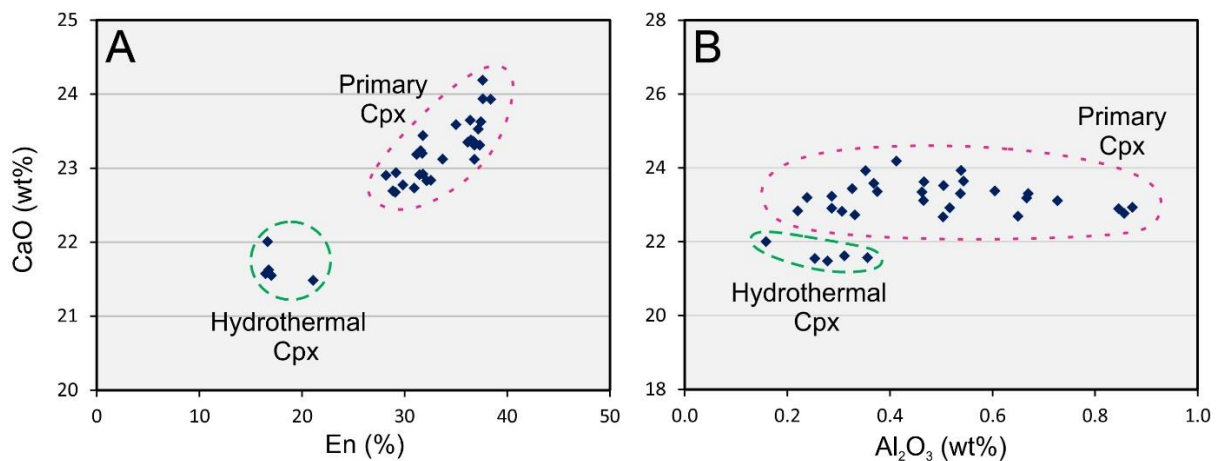 A
25
24
23
22
21
20
CaO (wt%)
Primary
Cpx
Hydrothermal
Cpx
0 10 20 30 40 50
En (%)
B
28
26
24
22
20
18
Primary
Cpx
Hydrothermal
Cpx
0.0 0.2 0.4 0.6 0.8 1.0
Al₂O₃ (wt%)